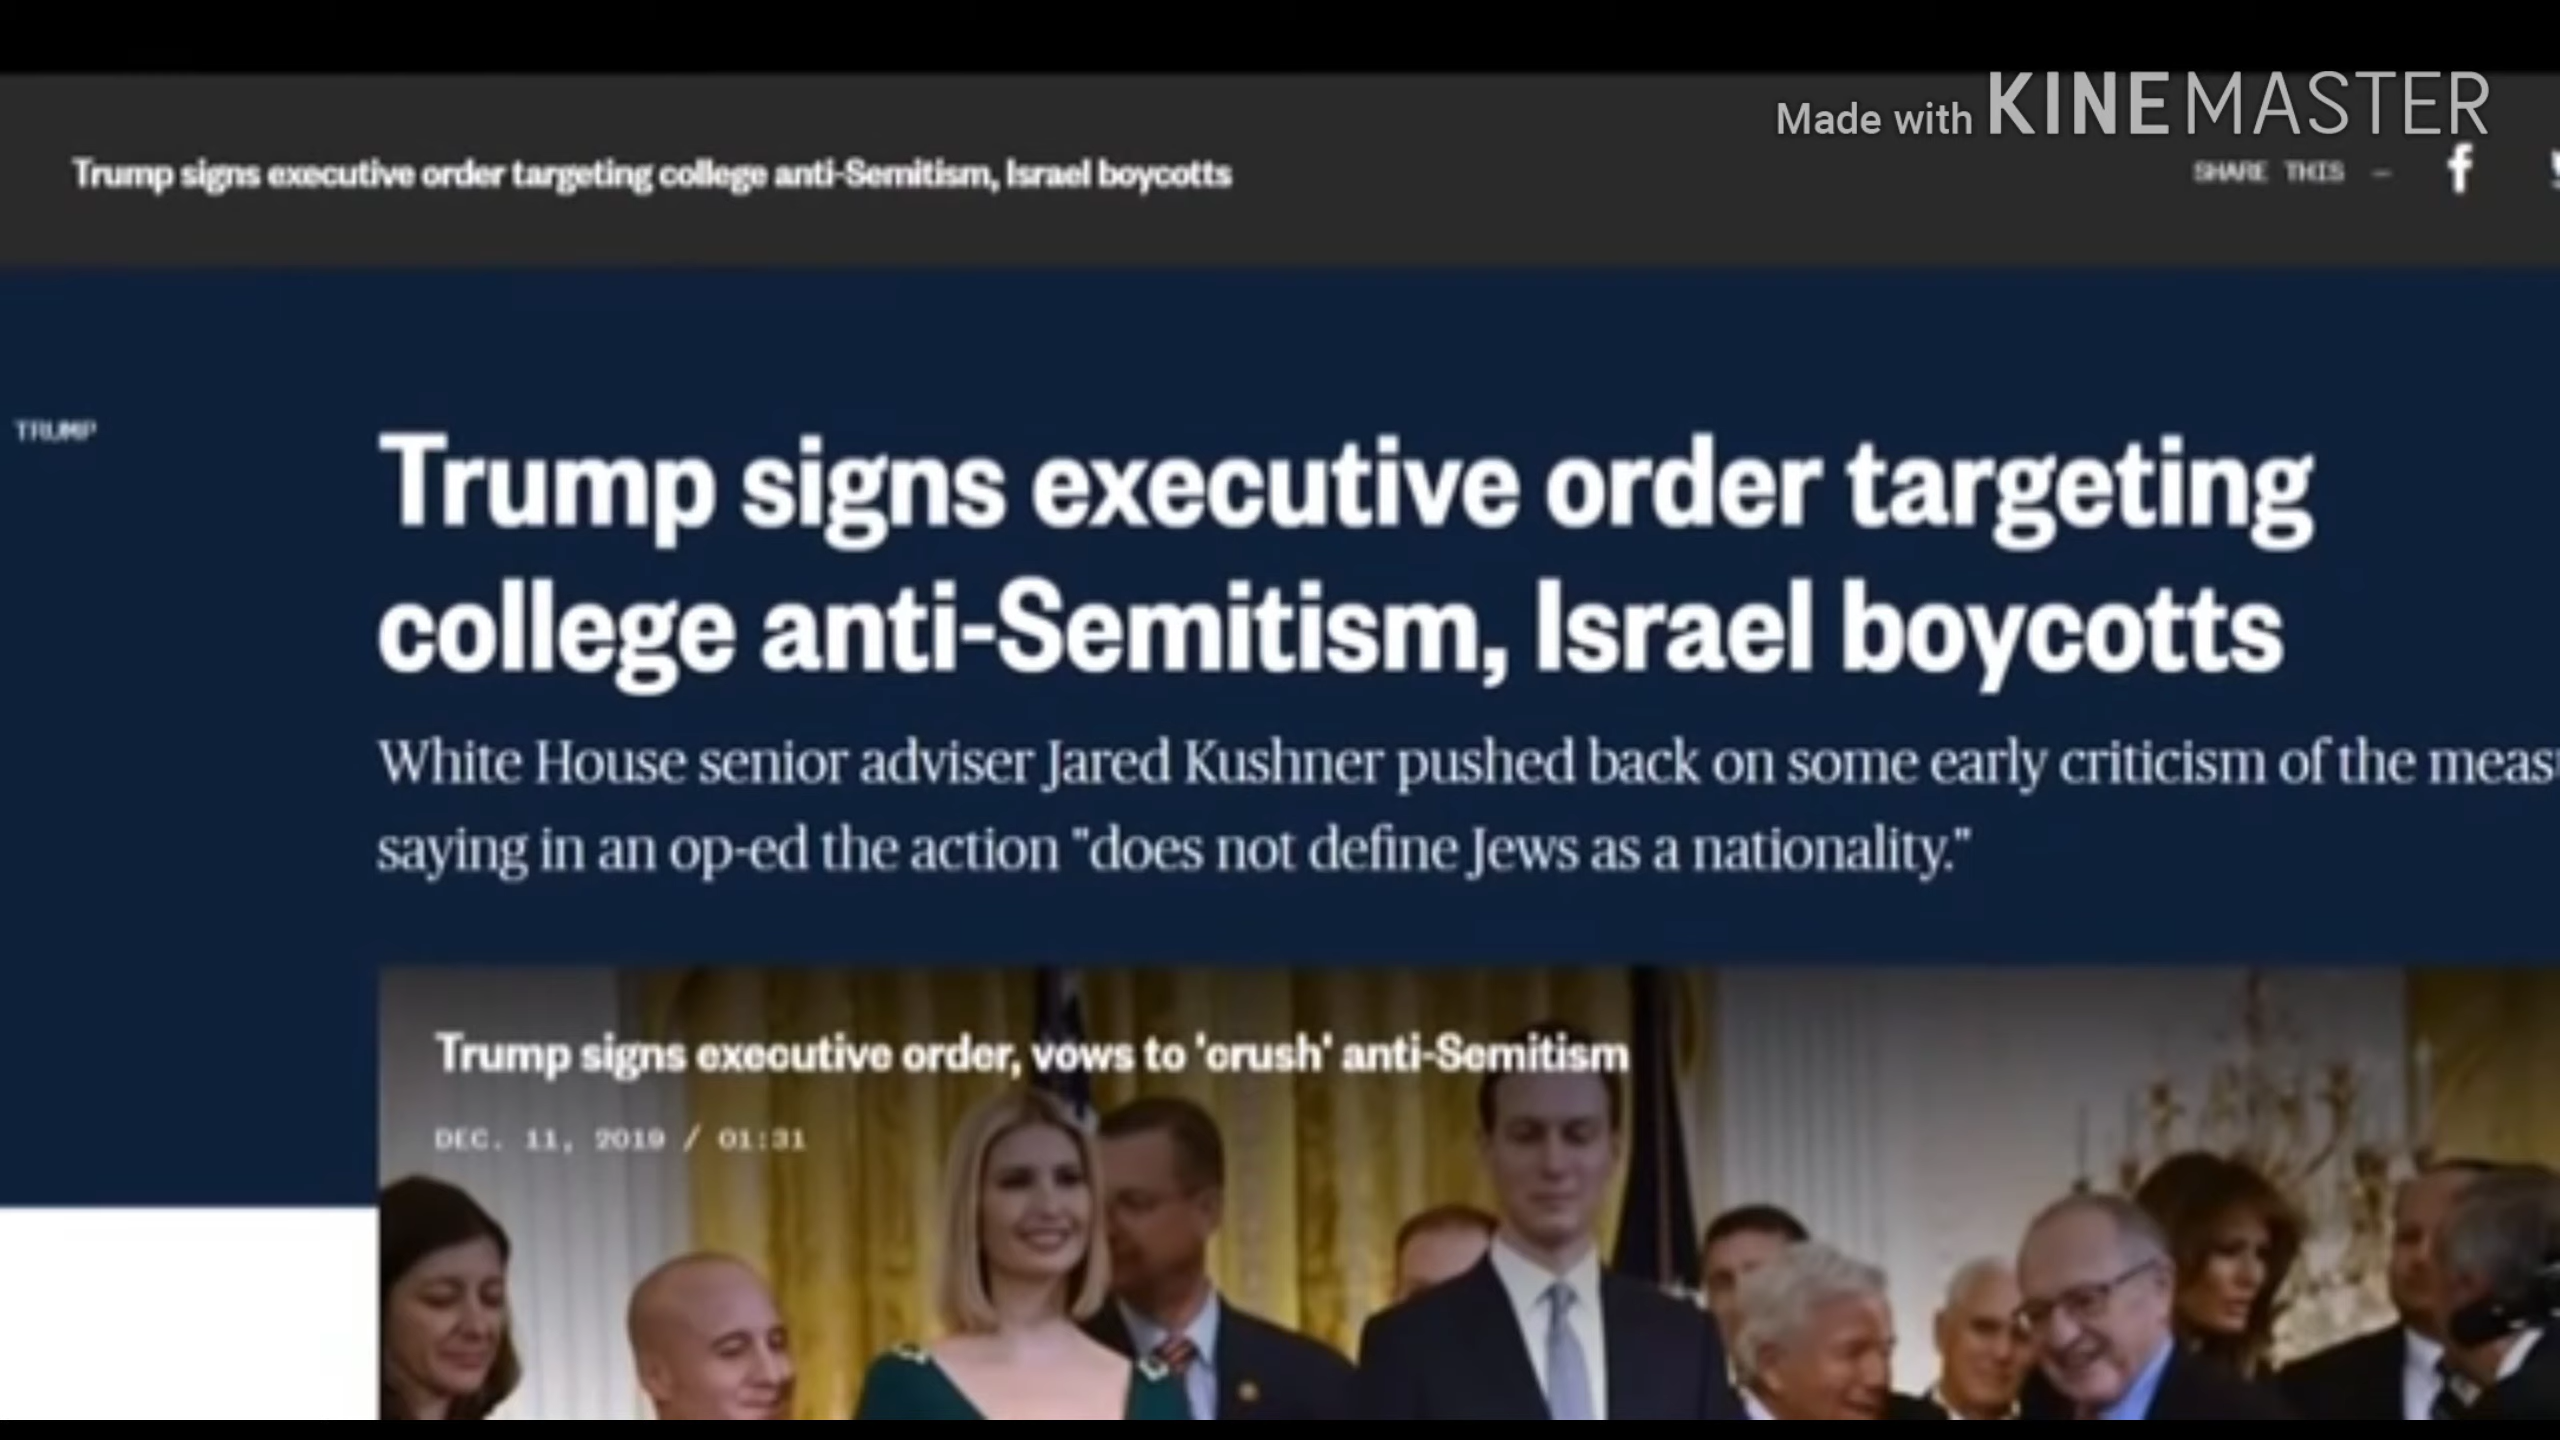 Made with KINEMASTER
Trump signs executive order targeting college anti-Semitism, Israel boycotts
SHARE THIS –
TRUMP
Trump signs executive order targeting
college anti-Semitism, Israel boycotts
White House senior adviser Jared Kushner pushed back on some early criticism of the
saying in an op-ed the action "does not define Jews as a nationality."
Trump signs executive order, vows to 'crush' anti-Semitism
DEC. 11, 2019 / 01:31